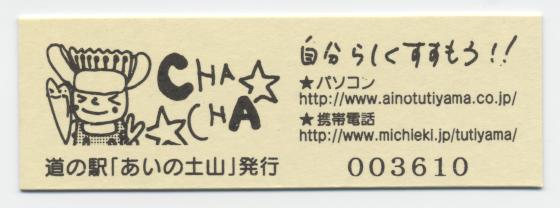 CHA
CHA
道の駅「あいの土山」発行
自分らしくすすもう!!
★パソコン
http://www.ainotutiyama.co.jp/
★携帯電話
http://www.michieki.jp/tutiyama/
003610